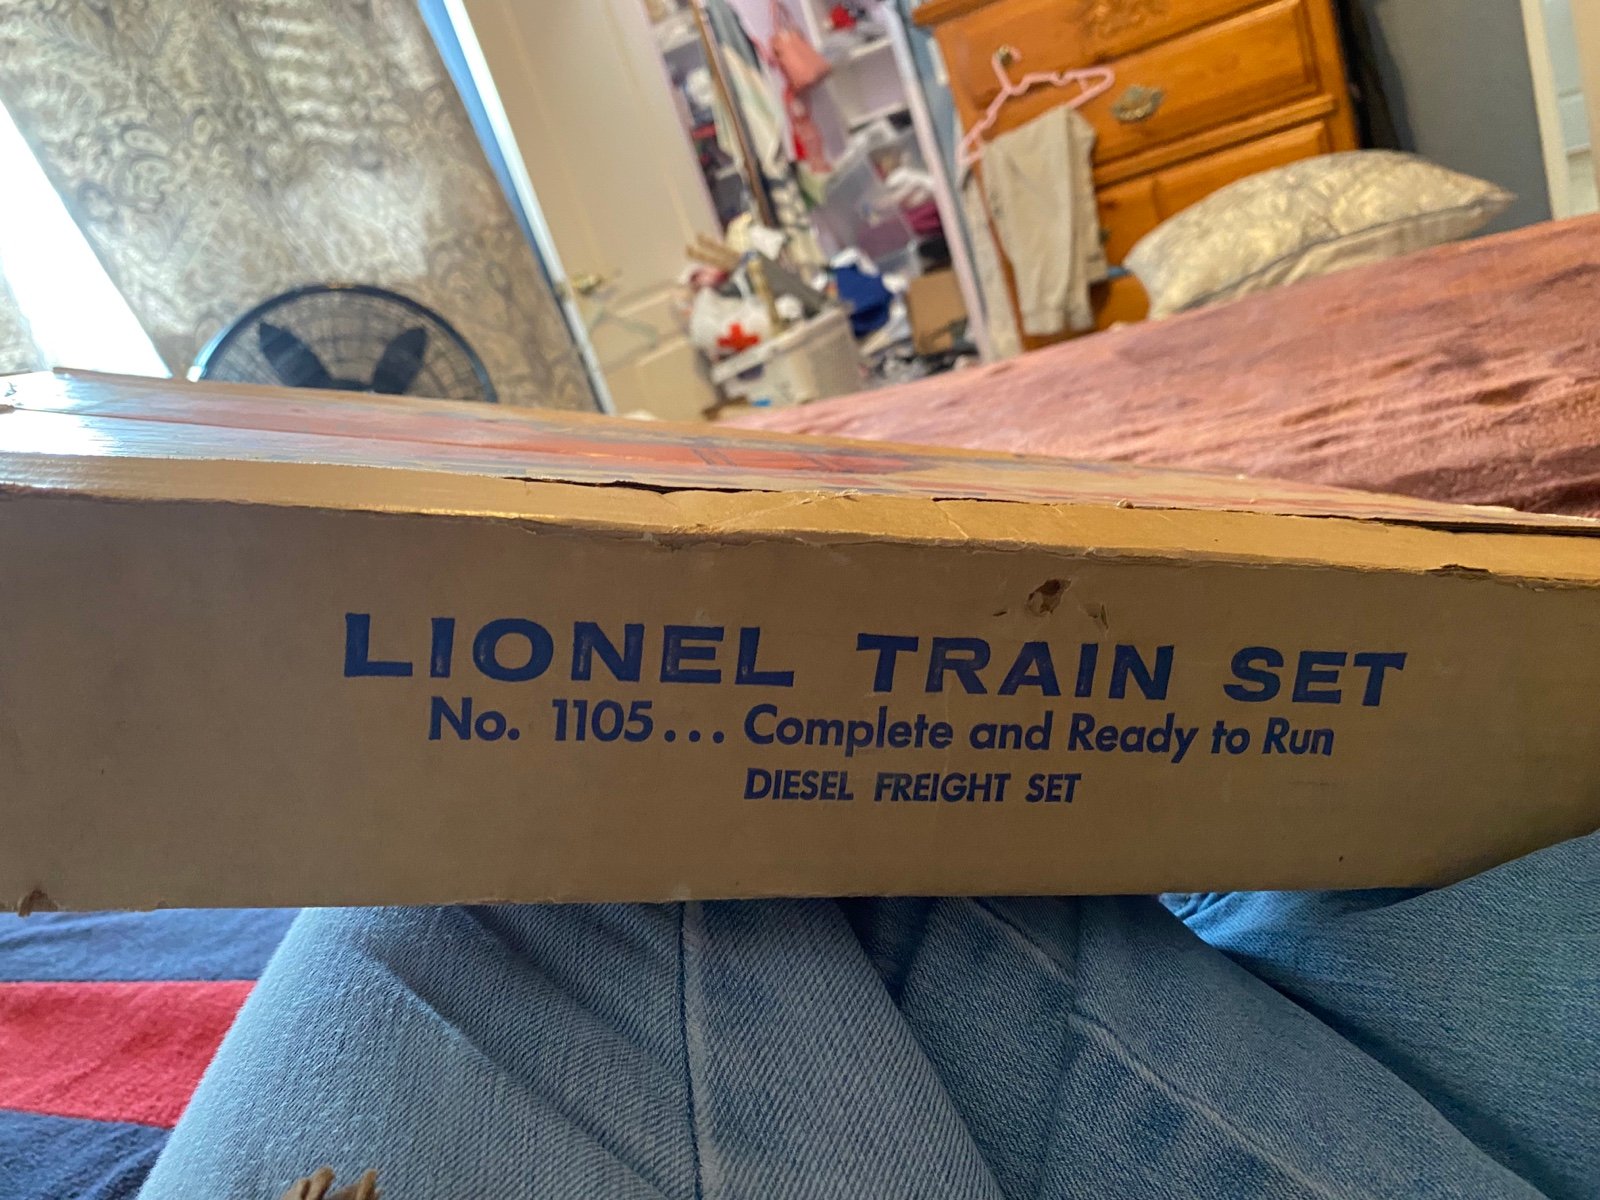 LIONEL TRAIN SET
No. 1105... Complete and Ready to Run
DIESEL FREIGHT SET